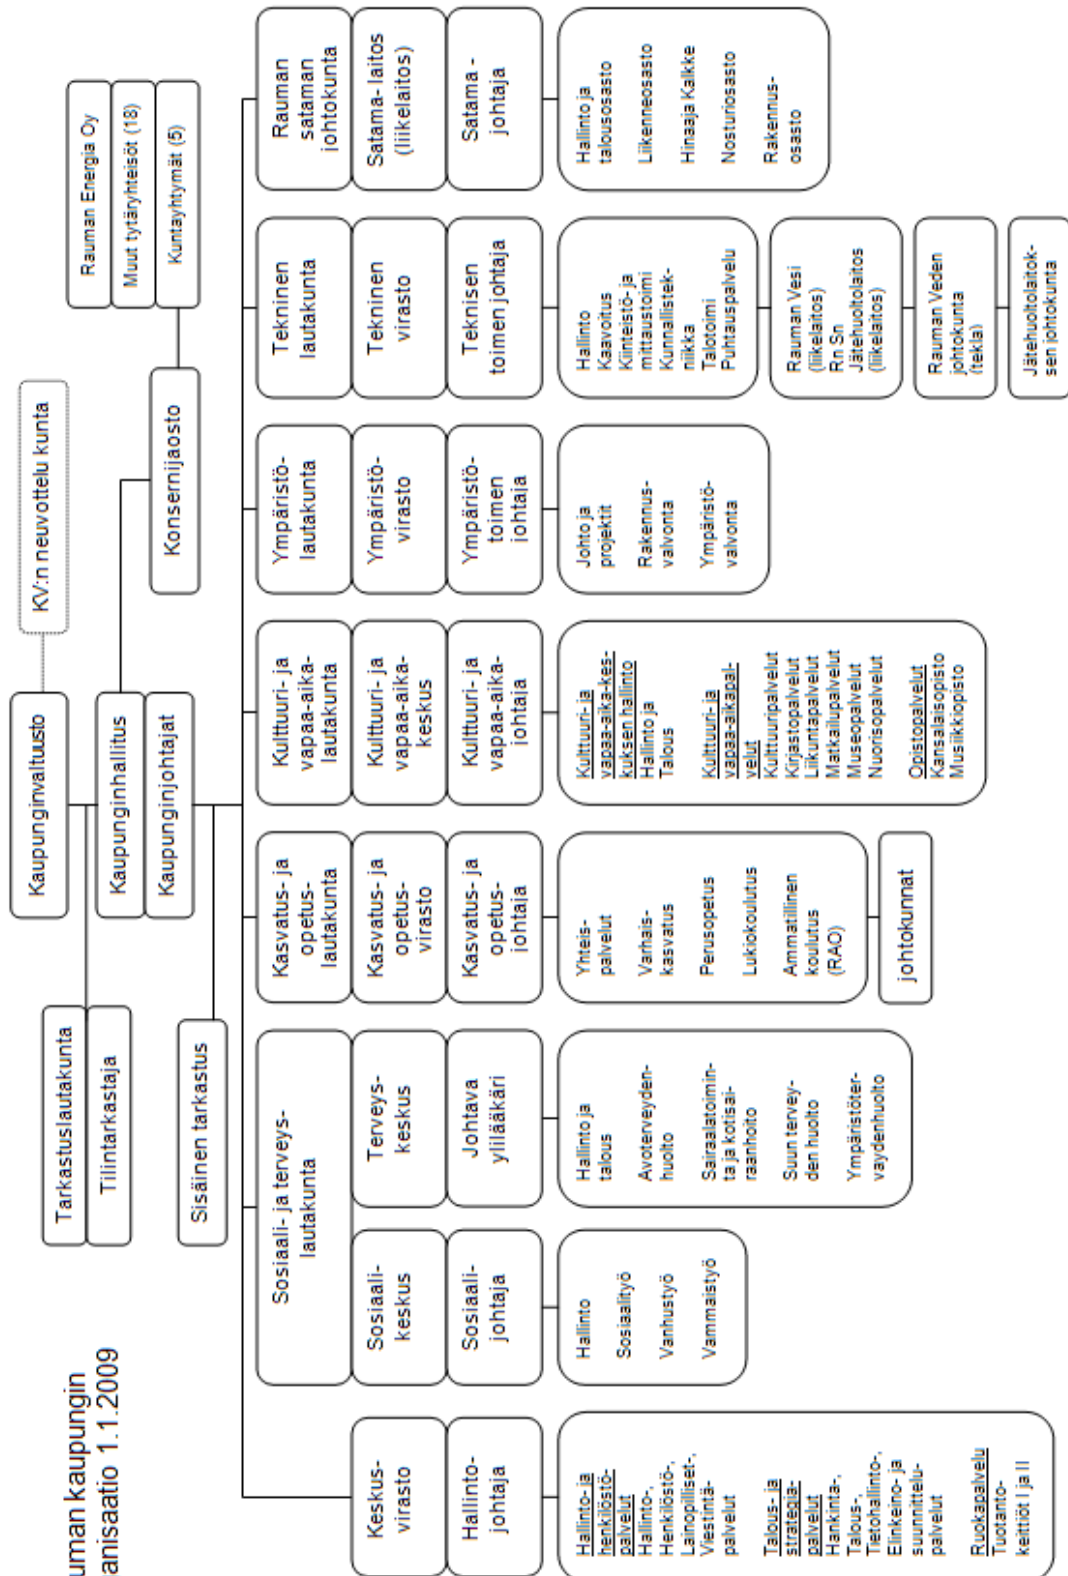 uman kaupungin
anisaatio 1.1.2009
Kaupunginvaltuusto
KV:n neuvottelu kunta
Tarkastuslautakunta
Tilintarkastaja
Kaupunginhallitus
Kaupunginjohtajat
Sisäinen tarkastus
Konsernijaosto
Rauman Energia Oy
Muut tytäryhteisöt (18)
Kuntayhtymät (5)
Keskus-
virasto
Hallinto-
johtaja
Hallinto- ja
henkilöstö-
palvelut
Hallinto-,
Henkilöstö-,
Lainopilliset-,
Viestintä-
palvelut
Talous- ja
strategia-
palvelut
Hankinta-,
Talous-,
Tietohallinto-,
Elinkeino- ja
suunnittelu-
palvelut
Ruokapalvelu
Tuotanto-
keittiöt I ja II
Sosiaali- ja terveys-
lautakunta
Sosiaali-
keskus
Sosiaali-
johtaja
Hallinto
Sosiaalityö
Vanhustyö
Vammaistyö
Terveys-
keskus
Johtava
ylilääkäri
Hallinto ja
talous
Avoterveyden-
huolto
Sairaalatoimin-
ta ja kotisai-
raanhoito
Suun tervey-
den huolto
Ympäristöter-
vaydenhuolto
Kasvatus- ja
opetus-
lautakunta
Kasvatus- ja
opetus-
virasto
Kasvatus- ja
opetus-
johtaja
Yhteis-
palvelut
Varhais-
kasvatus
Perusopetus
Lukiokoulutus
Ammatillinen
koulutus
(RAO)
johtokunnat
Kulttuuri- ja
vapaa-aika-
lautakunta
Kulttuuri- ja
vapaa-aika-
keskus
Kulttuuri- ja
vapaa-aika-
johtaja
Kulttuuri- ja
vapaa-aika-kes-
kuksen hallinto
Hallinto ja
Talous
Kulttuuri- ja
vapaa-aikapal-
velut
Kulttuuripalvelut
Kirjastopalvelut
Liikuntapalvelut
Matkailupalvelut
Museopalvelut
Nuorisopalvelut
Opistopalvelut
Kansalaisopisto
Musiikkiopisto
Ympäristö-
lautakunta
Ympäristö-
virasto
Ympäristö-
toimen
johtaja
Johto ja
projektit
Rakennus-
valvonta
Ympäristö-
valvonta
Tekninen
lautakunta
Tekninen
virasto
Teknisen
toimen johtaja
Hallinto
Kaavoitus
Kiinteistö- ja
mittaustoimi
Kunnallistek-
niikka
Talotoimi
Puhtauspalvelu
Rauman Vesi
(liikelaitos)
Rn Sn
Jätehuoltolaitos
(liikelaitos)
Rauman Veden
johtokunta
(tekla)
Jätehuoltolaitok-
sen johtokunta
Rauman
sataman
johtokunta
Satama- laitos
(liikelaitos)
Satama -
johtaja
Hallinto ja
talousosasto
Liikenneosasto
Hinaaja Kalkke
Nosturiosasto
Rakennus-
osasto